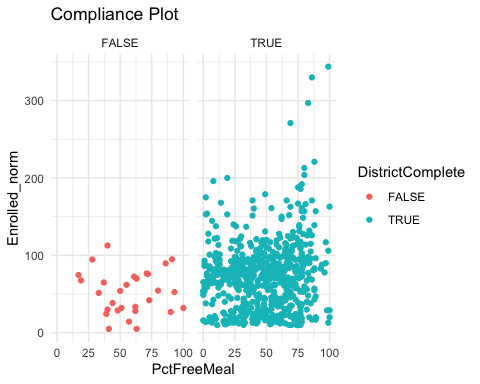 Compliance Plot
FALSE TRUE
300
200
100
0
Enrolled_norm
0 25 50 75 100 0 25 50 75 100
PctFreeMeal
DistrictComplete
FALSE
TRUE